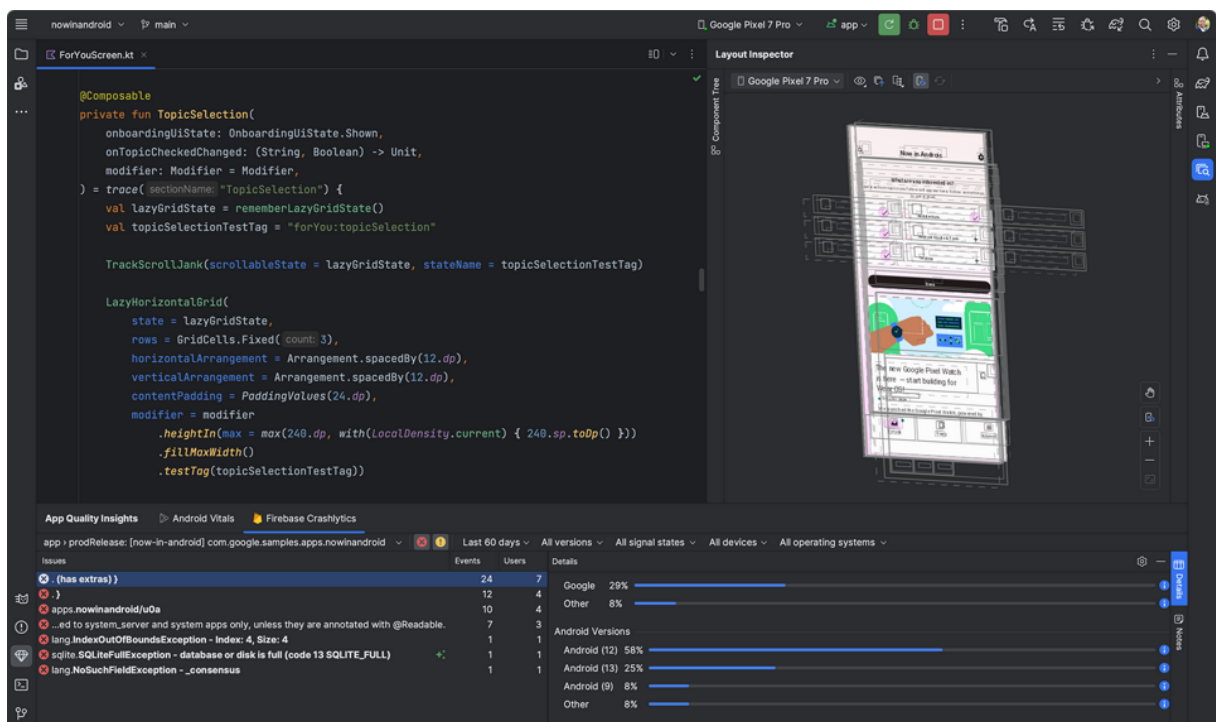 nowinandroid main Google Pixel 7 Pro app
ForYouScreen.kt
@Composable
private fun TopicSelection(
onboardingUiState: OnboardingUiState.Shown,
onTopicCheckedChanged: (String, Boolean) -> Unit,
modifier: Modifier = Modifier,
) = trace( sectionName: "TopicSelection") {
val lazyGridState = rememberLazyGridState()
val topicSelectionTestTag = "forYou:topicSelection"
TrackScrollJank(scrollableState = lazyGridState, stateName = topicSelectionTestTag)
LazyHorizontalGrid(
state = lazyGridState,
rows = GridCells.Fixed( count: 3),
horizontalArrangement = Arrangement.spacedBy(12.dp),
verticalArrangement = Arrangement.spacedBy(12.dp),
contentPadding = PaddingValues(24.dp),
modifier = modifier
.heightIn(max = max(240.dp, with(LocalDensity.current) { 240.sp.toDp() }))
.fillMaxWidth()
.testTag(topicSelectionTestTag))
Layout Inspector
Google Pixel 7 Pro
Component Tree
Attributes
Now in Android
The new Google Pixel Watch
is here — start building for
Wear OS!
App Quality Insights Android Vitals Firebase Crashlytics
app › prodRelease: [now-in-android] com.google.samples.apps.nowinandroid Last 60 days All versions All signal states All devices All operating systems
Issues Events Users
. (has extras) } 24 7
. } 12 4
apps.nowinandroid/u0a 10 4
...ed to system_server and system apps only, unless they are annotated with @Readable. 7 3
lang.IndexOutOfBoundsException - Index: 4, Size: 4 1 1
sqlite.SQLiteFullException - database or disk is full (code 13 SQLITE_FULL) 1 1
lang.NoSuchFieldException - _consensus 1 1
Details
Google 29%
Other 8%
Android Versions
Android (12) 58%
Android (13) 25%
Android (9) 8%
Other 8%
Details
Notes